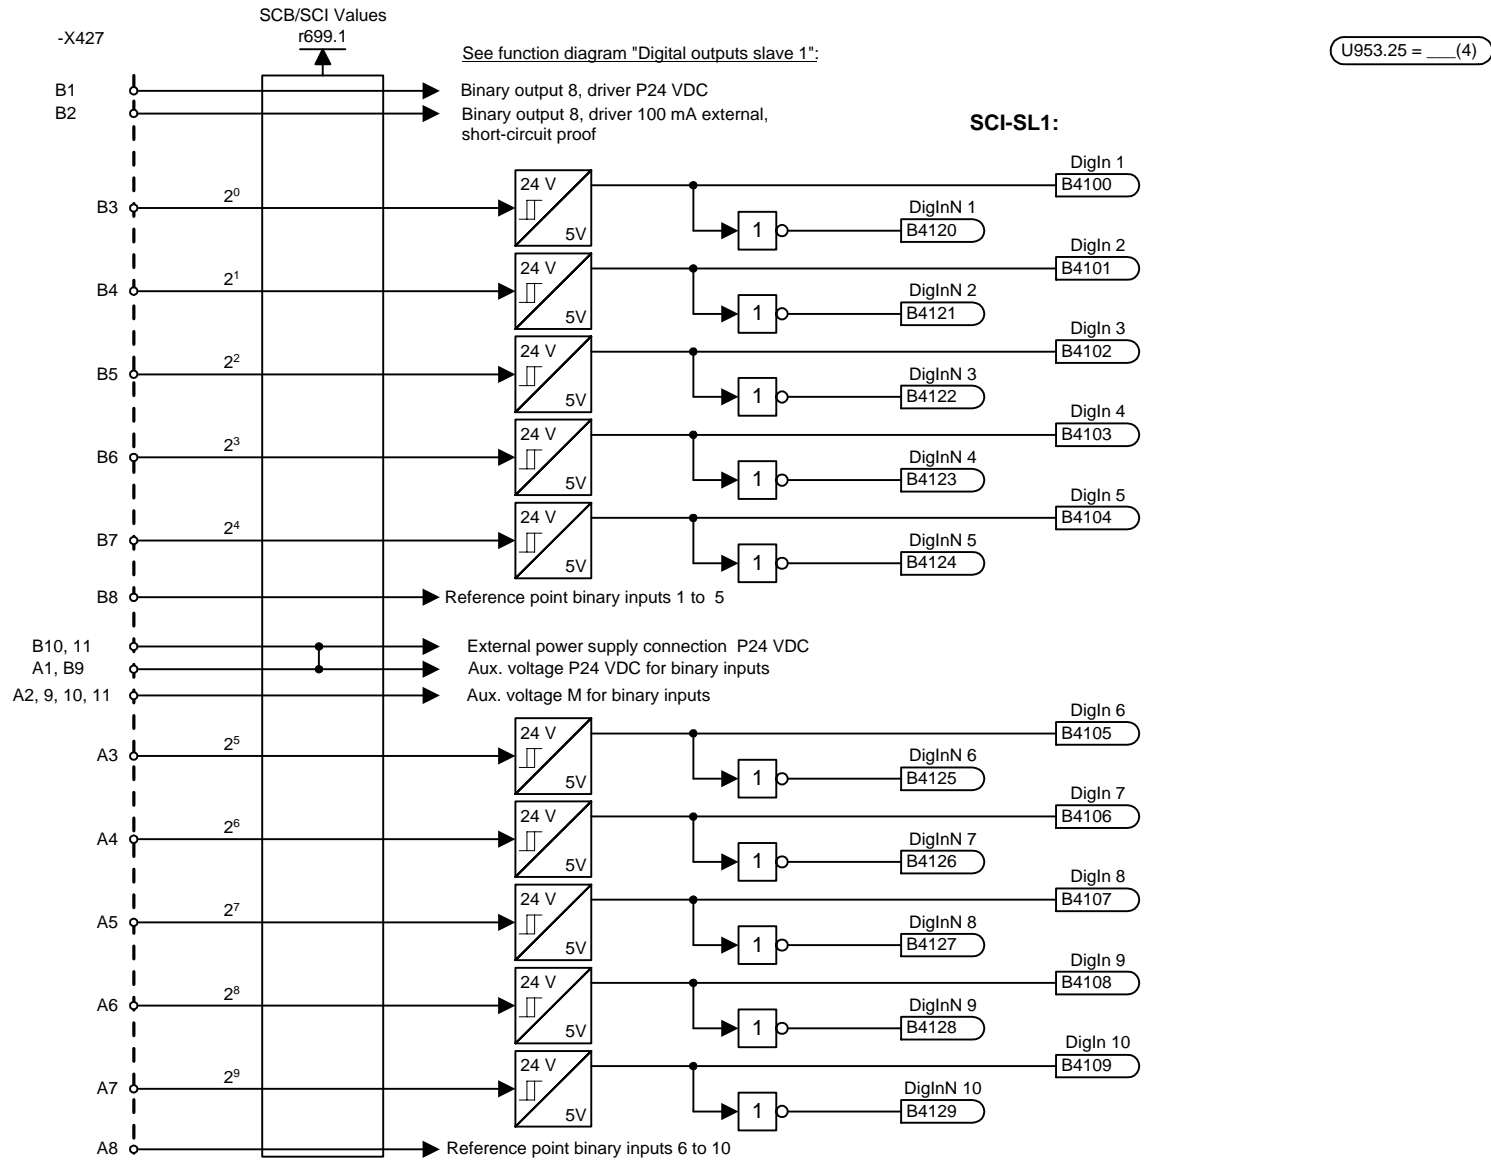 SCB/SCI Values
r699.1
-X427
See function diagram "Digital outputs slave 1":
U953.25 = ___(4)
B1
Binary output 8, driver P24 VDC
B2
Binary output 8, driver 100 mA external,
short-circuit proof
SCI-SL1:
DigIn 1
24 V
B4100
B3
2⁰
DigInN 1
5V
1
B4120
DigIn 2
24 V
B4101
B4
2¹
DigInN 2
5V
1
B4121
DigIn 3
24 V
B4102
B5
2²
DigInN 3
5V
1
B4122
DigIn 4
24 V
B4103
B6
2³
DigInN 4
5V
1
B4123
DigIn 5
24 V
B4104
B7
2⁴
DigInN 5
5V
1
B4124
B8
Reference point binary inputs 1 to 5
B10, 11
External power supply connection P24 VDC
A1, B9
Aux. voltage P24 VDC for binary inputs
A2, 9, 10, 11
Aux. voltage M for binary inputs
DigIn 6
24 V
B4105
A3
2⁵
DigInN 6
5V
1
B4125
DigIn 7
24 V
B4106
A4
2⁶
DigInN 7
5V
1
B4126
DigIn 8
24 V
B4107
A5
2⁷
DigInN 8
5V
1
B4127
DigIn 9
24 V
B4108
A6
2⁸
DigInN 9
5V
1
B4128
DigIn 10
24 V
B4109
A7
2⁹
DigInN 10
5V
1
B4129
A8
Reference point binary inputs 6 to 10